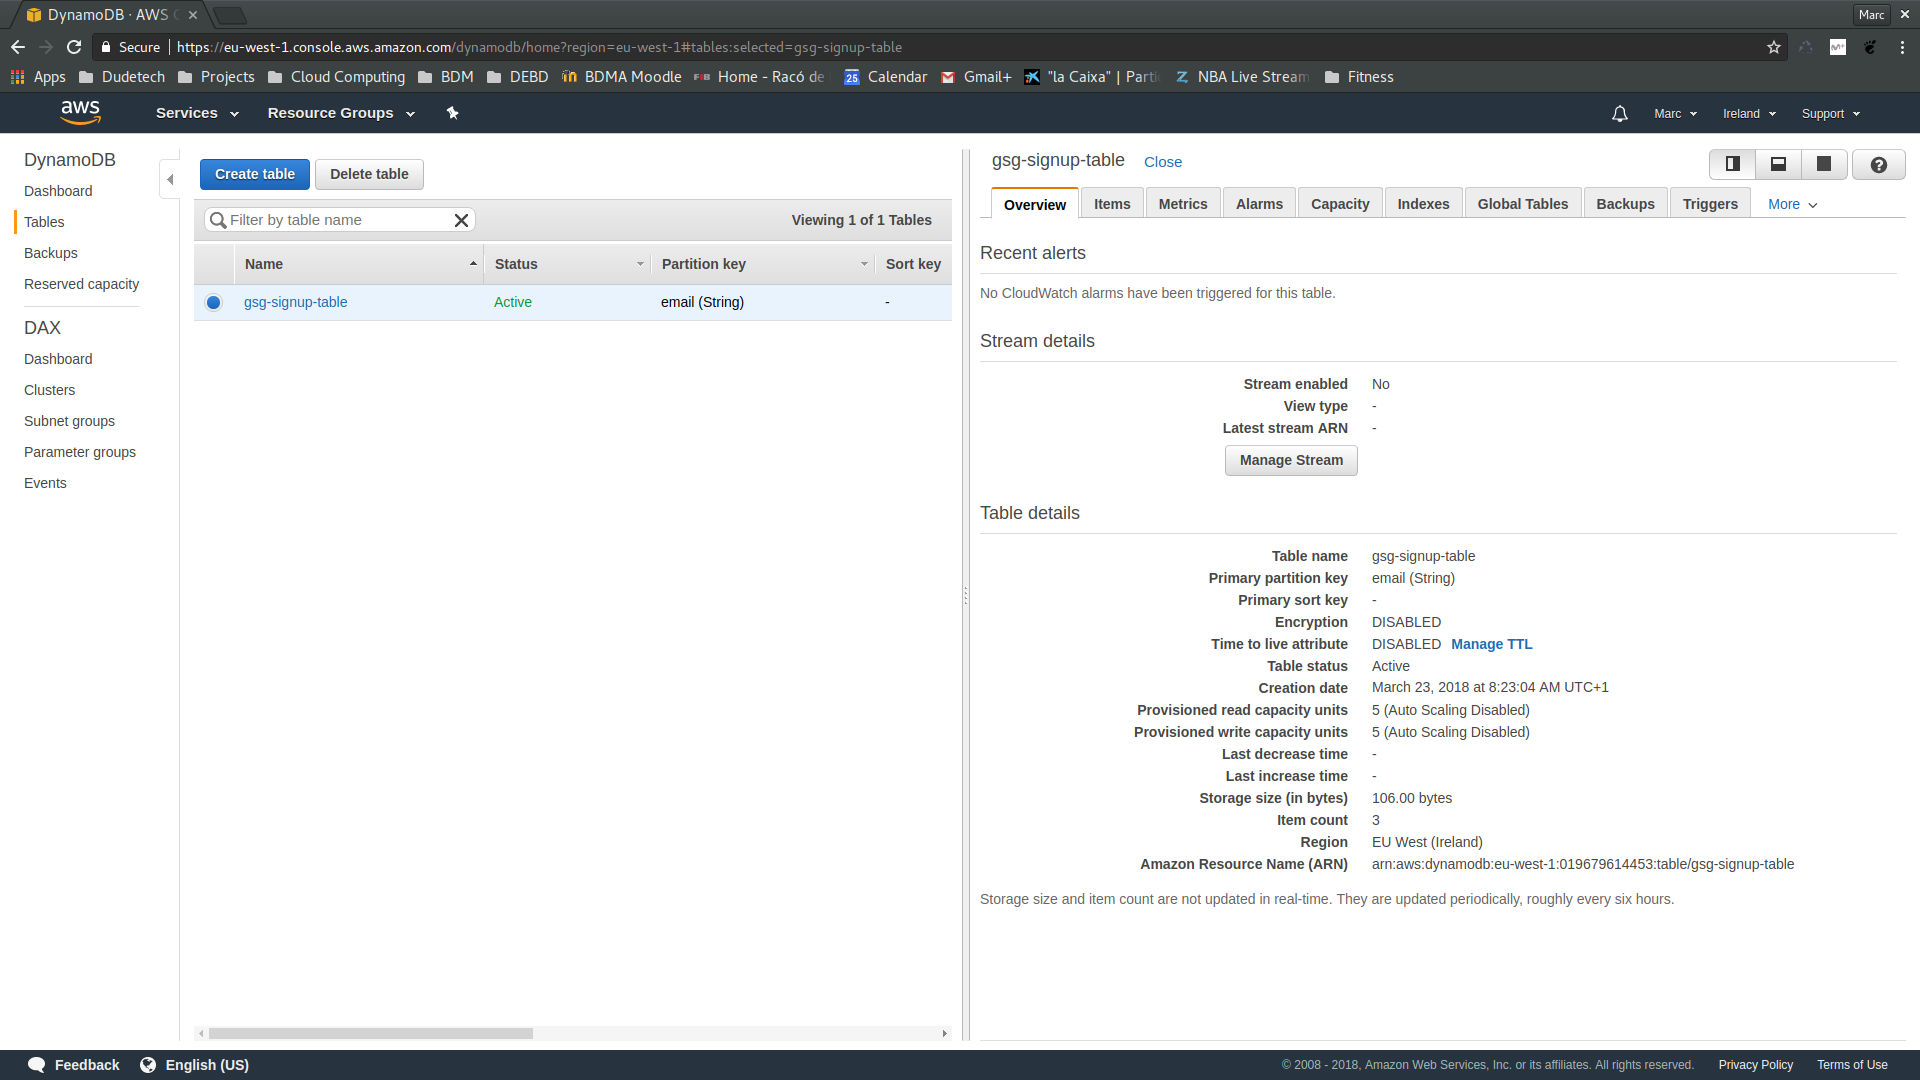 DynamoDB · AWS C
Marc
Secure https://eu-west-1.console.aws.amazon.com/dynamodb/home?region=eu-west-1#tables:selected=gsg-signup-table
Apps Dudetech Projects Cloud Computing BDM DEBD BDMA Moodle Home - Racó de 25 Calendar Gmail+ "la Caixa" | Parti NBA Live Stream Fitness
aws Services Resource Groups Marc Ireland Support
DynamoDB
Dashboard
Tables
Backups
Reserved capacity
DAX
Dashboard
Clusters
Subnet groups
Parameter groups
Events
Create table Delete table
Filter by table name Viewing 1 of 1 Tables
Name Status Partition key Sort key
gsg-signup-table Active email (String) -
gsg-signup-table Close
Overview Items Metrics Alarms Capacity Indexes Global Tables Backups Triggers More
Recent alerts
No CloudWatch alarms have been triggered for this table.
Stream details
Stream enabled No
View type -
Latest stream ARN -
Manage Stream
Table details
Table name gsg-signup-table
Primary partition key email (String)
Primary sort key -
Encryption DISABLED
Time to live attribute DISABLED Manage TTL
Table status Active
Creation date March 23, 2018 at 8:23:04 AM UTC+1
Provisioned read capacity units 5 (Auto Scaling Disabled)
Provisioned write capacity units 5 (Auto Scaling Disabled)
Last decrease time -
Last increase time -
Storage size (in bytes) 106.00 bytes
Item count 3
Region EU West (Ireland)
Amazon Resource Name (ARN) arn:aws:dynamodb:eu-west-1:019679614453:table/gsg-signup-table
Storage size and item count are not updated in real-time. They are updated periodically, roughly every six hours.
Feedback English (US) © 2008 - 2018, Amazon Web Services, Inc. or its affiliates. All rights reserved. Privacy Policy Terms of Use